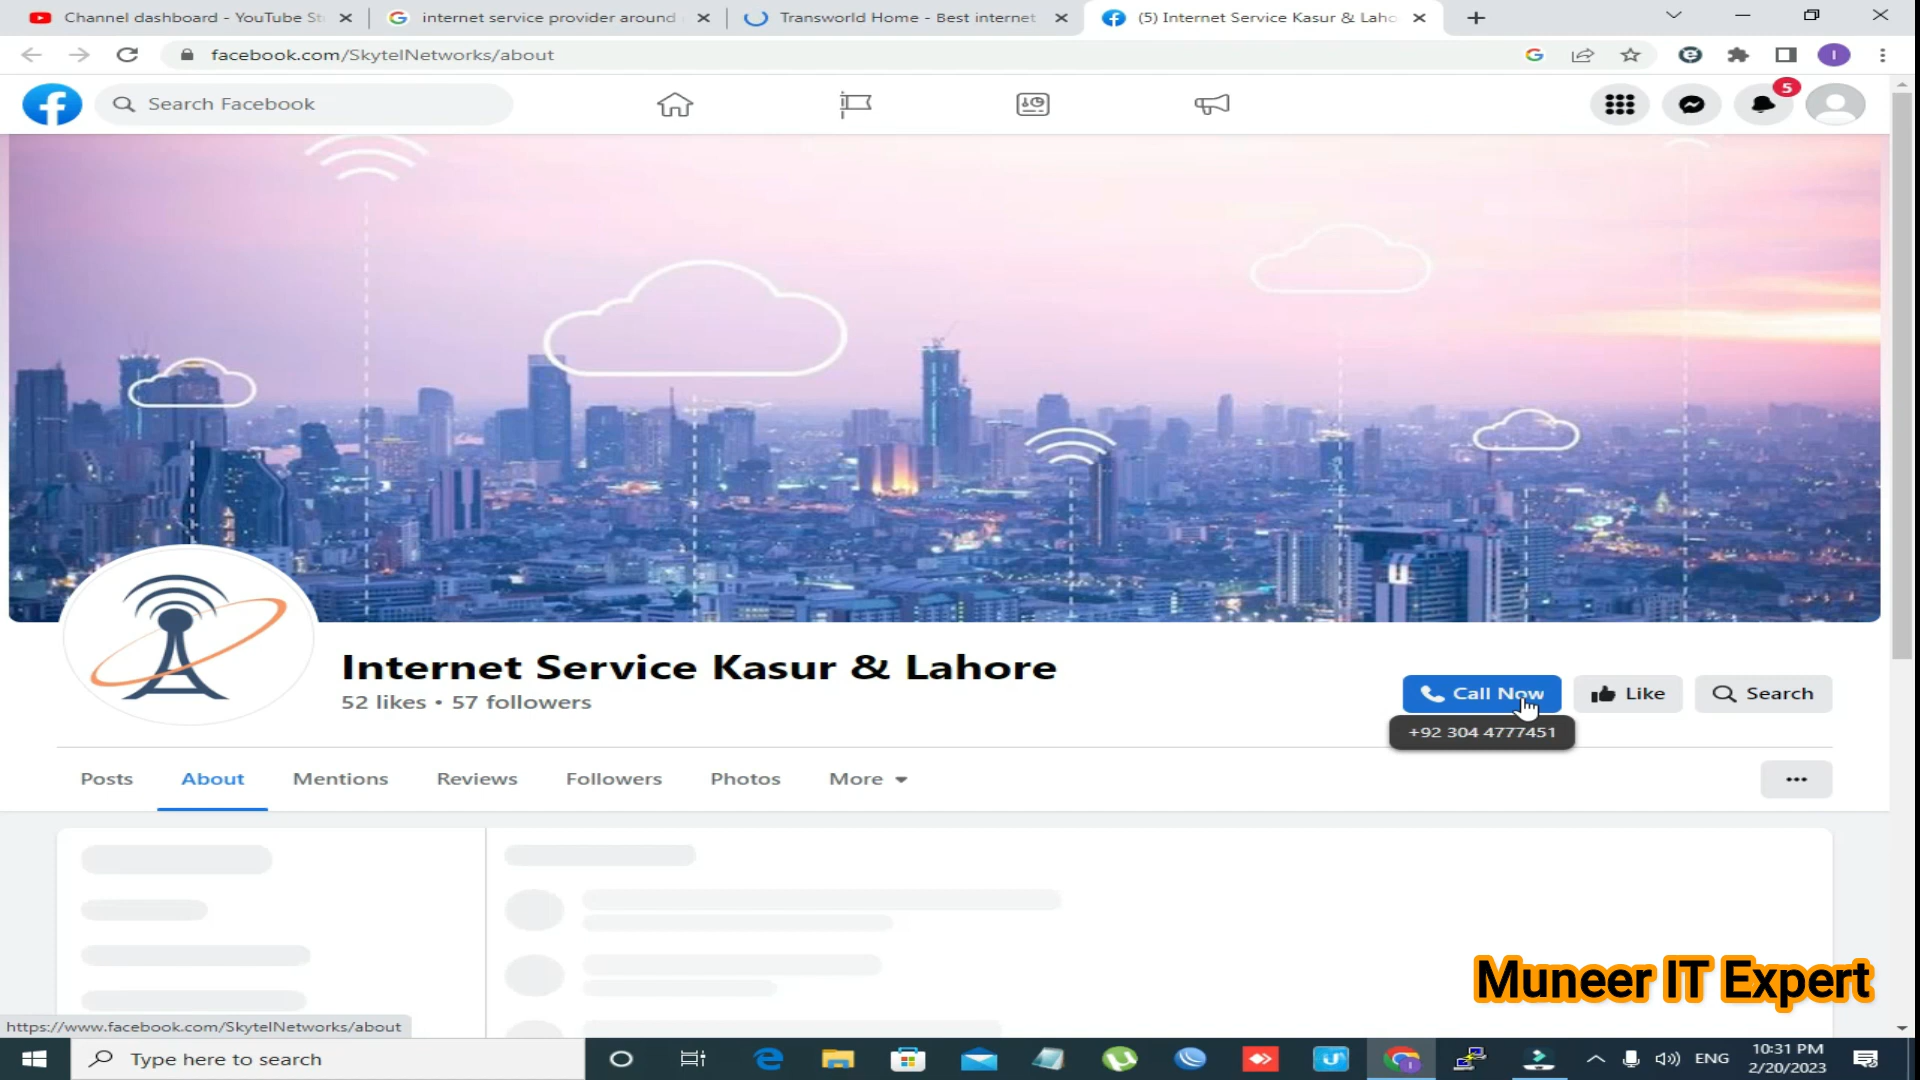 Channel dashboard - YouTube St
internet service provider around
Transworld Home - Best internet
(5) Internet Service Kasur & Laho
facebook.com/SkytelNetworks/about
I
Search Facebook
5
Internet Service Kasur & Lahore
52 likes • 57 followers
Call Now
Like
Search
+92 304 4777451
Posts
About
Mentions
Reviews
Followers
Photos
More
Muneer IT Expert
https://www.facebook.com/SkytelNetworks/about
Type here to search
ENG
10:31 PM
2/20/2023